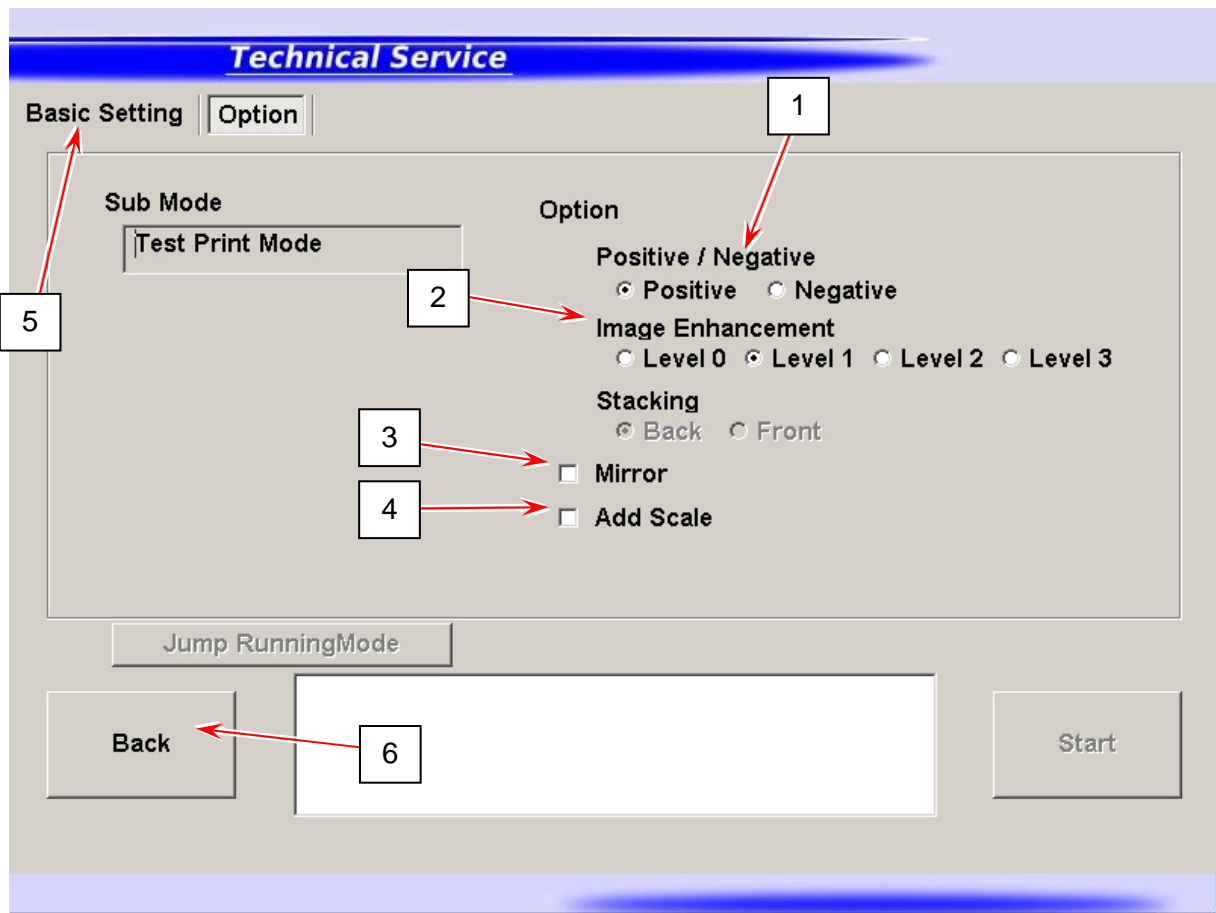 Technical Service
Basic Setting Option
1
Sub Mode
Option
Test Print Mode
Positive / Negative
Positive Negative
2
5
Image Enhancement
Level 0 Level 1 Level 2 Level 3
Stacking
Back Front
3
Mirror
4
Add Scale
Jump RunningMode
Back
6
Start